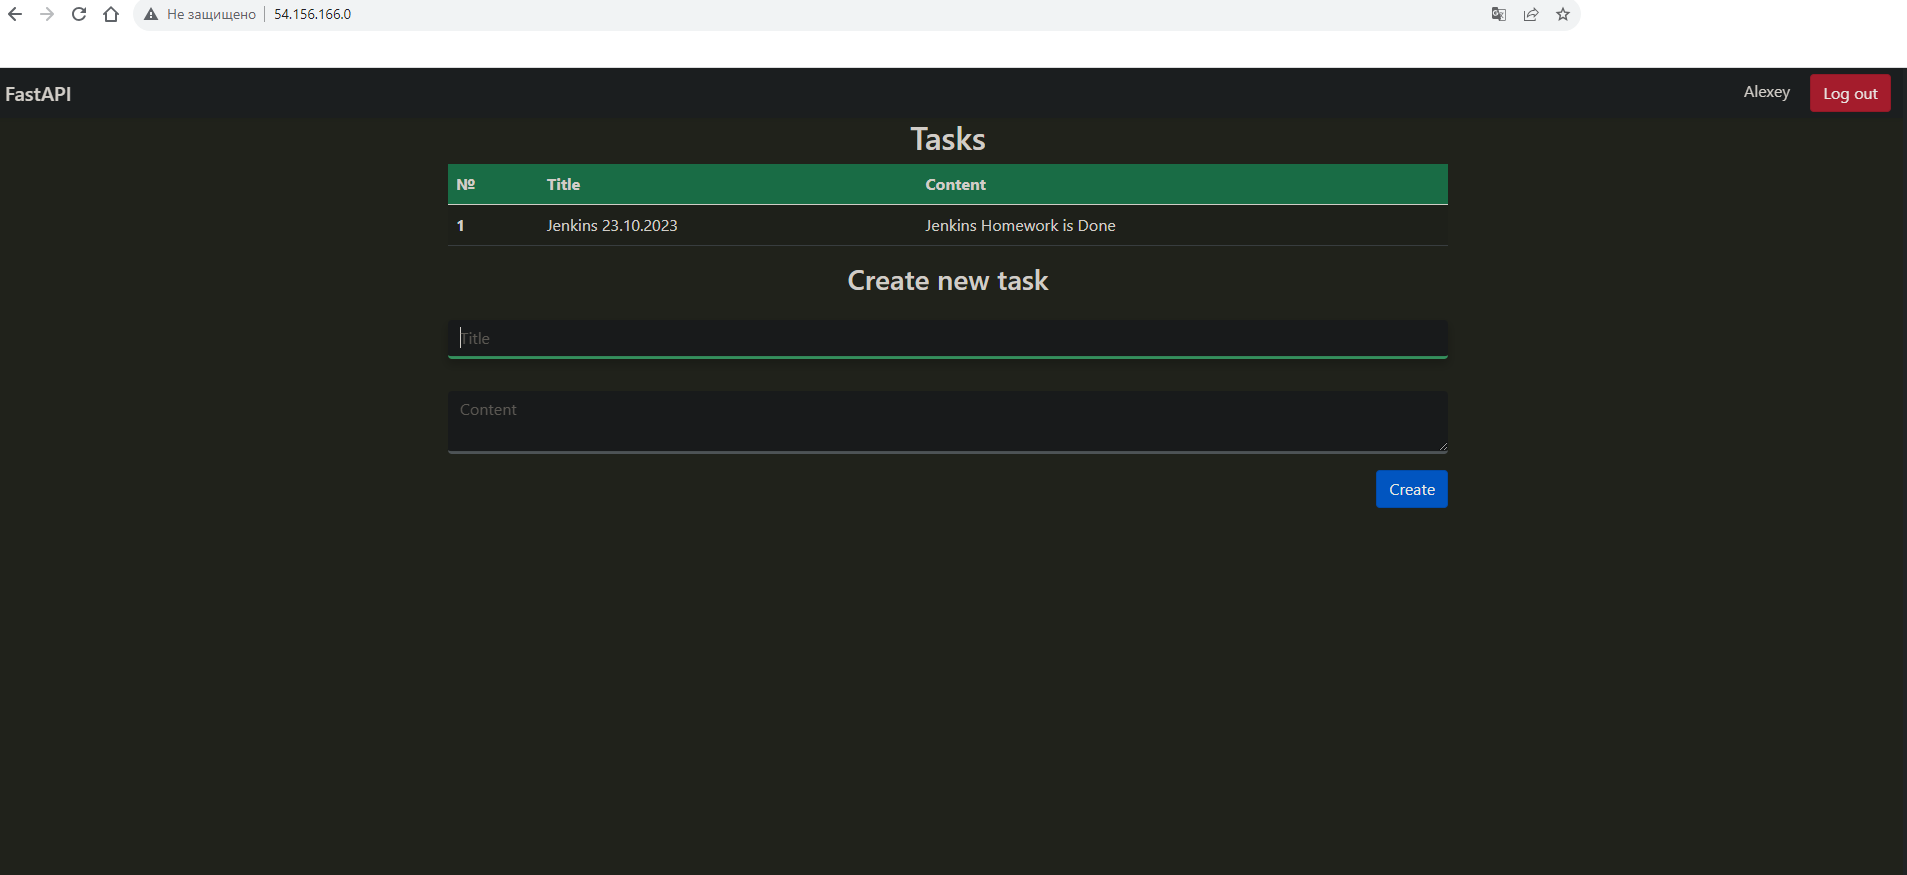 Не защищено 54.156.166.0
FastAPI Alexey Log out
Tasks
№ Title Content
1 Jenkins 23.10.2023 Jenkins Homework is Done
Create new task
Title
Content
Create